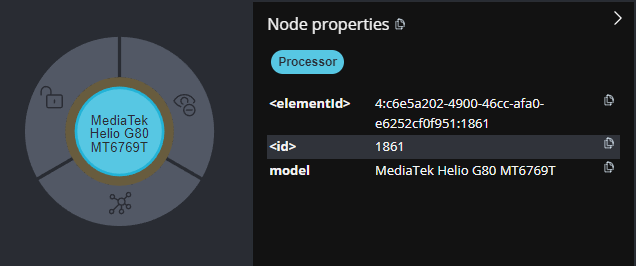 MediaTek
Helio G80
MT6769T
Node properties
Processor
<elementId> 4:c6e5a202-4900-46cc-afa0-
e6252cf0f951:1861
<id> 1861
model MediaTek Helio G80 MT6769T